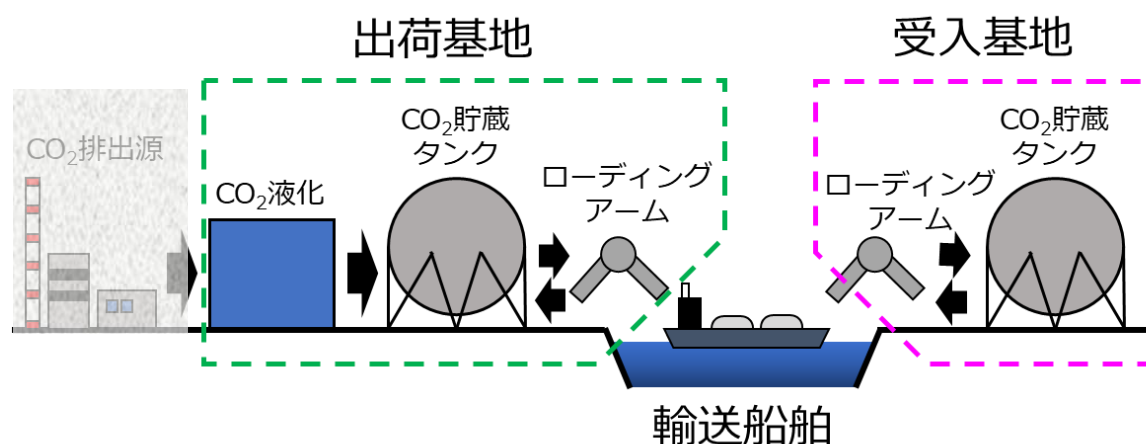 出荷基地
受入基地
CO₂排出源
CO₂液化
CO₂貯蔵
タンク
ローディング
アーム
ローディング
アーム
CO₂貯蔵
タンク
輸送船舶